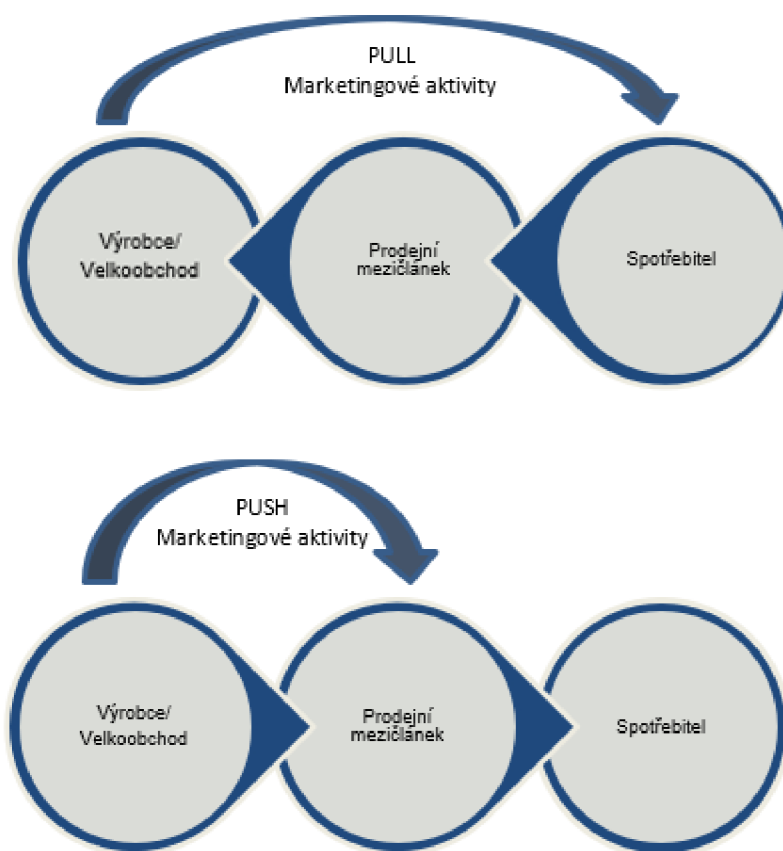 PULL
Marketingové aktivity
Výrobce/
Velkoobchod
Prodejní
mezičlánek
Spotřebitel
PUSH
Marketingové aktivity
Výrobce/
Velkoobchod
Prodejní
mezičlánek
Spotřebitel